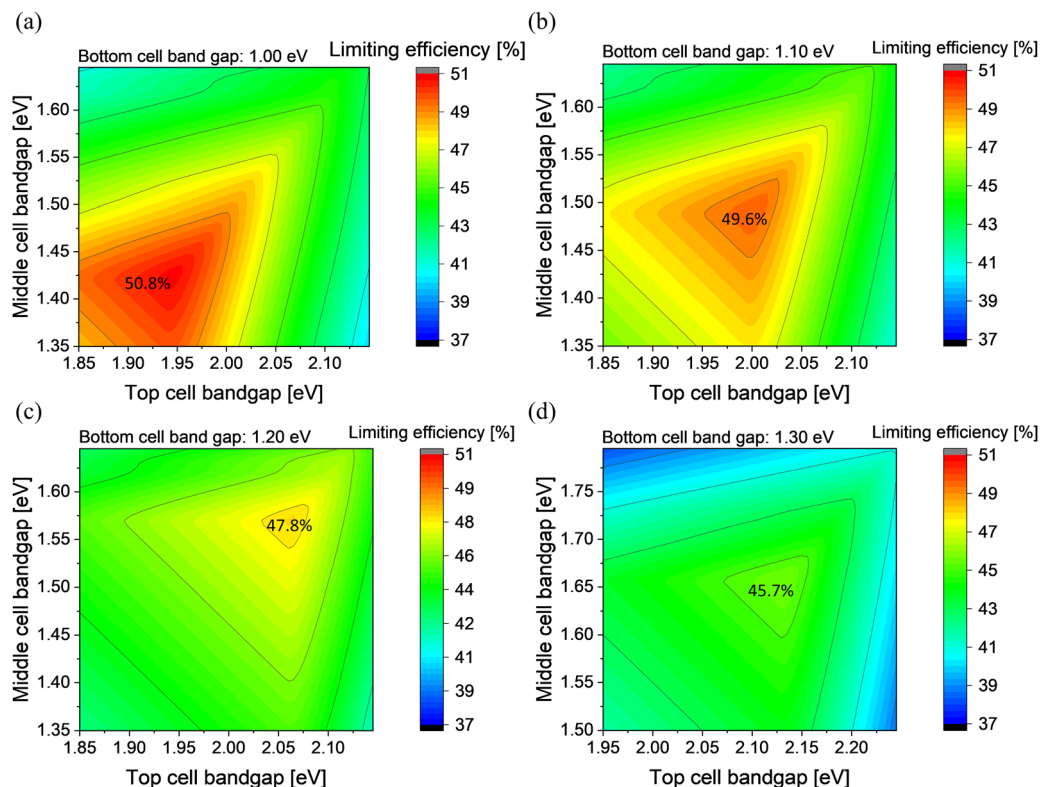 (a)
Bottom cell band gap: 1.00 eV
Limiting efficiency [%]
Middle cell bandgap [eV]
1.60
1.55
1.50
1.45
1.40
1.35
50.8%
1.85 1.90 1.95 2.00 2.05 2.10
Top cell bandgap [eV]
51
49
47
45
43
41
39
37
(b)
Bottom cell band gap: 1.10 eV
Limiting efficiency [%]
Middle cell bandgap [eV]
1.60
1.55
1.50
1.45
1.40
1.35
49.6%
1.85 1.90 1.95 2.00 2.05 2.10
Top cell bandgap [eV]
51
49
47
45
43
41
39
37
(c)
Bottom cell band gap: 1.20 eV
Limiting efficiency [%]
Middle cell bandgap [eV]
1.60
1.55
1.50
1.45
1.40
1.35
47.8%
1.85 1.90 1.95 2.00 2.05 2.10
Top cell bandgap [eV]
51
49
48
46
44
42
41
39
37
(d)
Bottom cell band gap: 1.30 eV
Limiting efficiency [%]
Middle cell bandgap [eV]
1.75
1.70
1.65
1.60
1.55
1.50
45.7%
1.95 2.00 2.05 2.10 2.15 2.20
Top cell bandgap [eV]
51
49
47
45
43
41
39
37